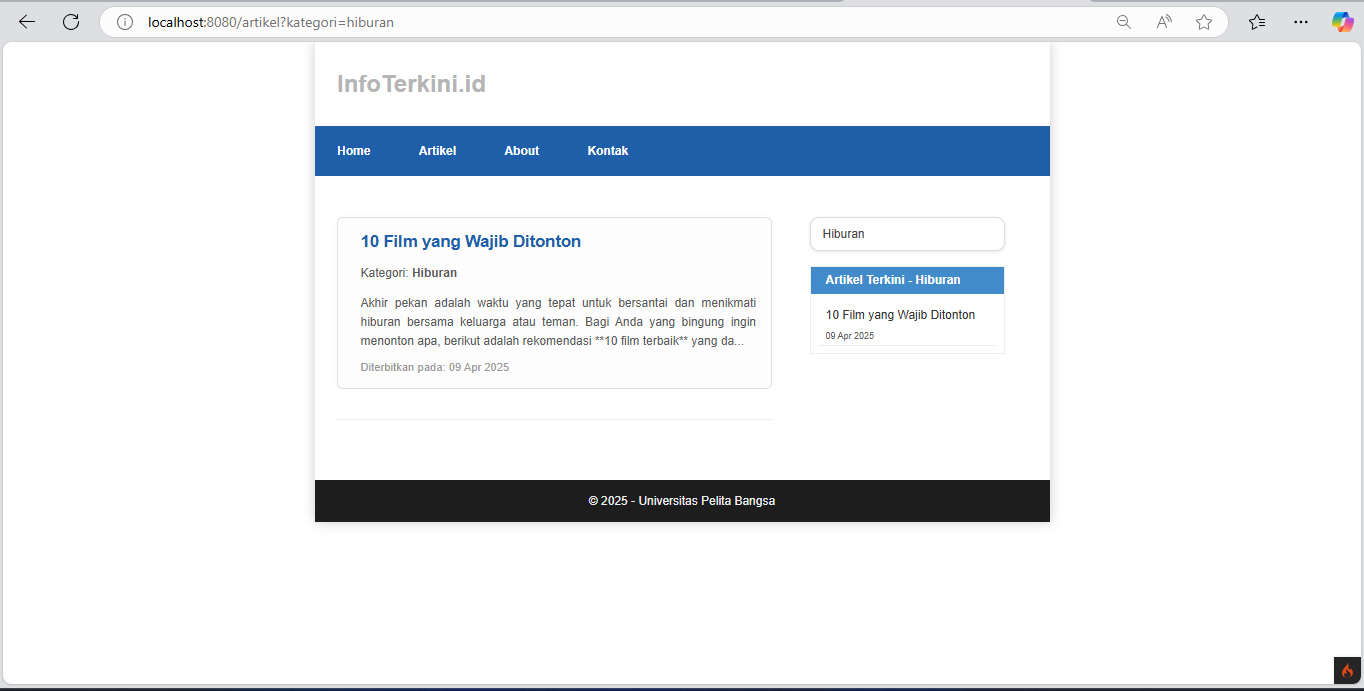 localhost:8080/artikel?kategori=hiburan
InfoTerkini.id
Home Artikel About Kontak
10 Film yang Wajib Ditonton
Kategori: Hiburan
Akhir pekan adalah waktu yang tepat untuk bersantai dan menikmati
hiburan bersama keluarga atau teman. Bagi Anda yang bingung ingin
menonton apa, berikut adalah rekomendasi **10 film terbaik** yang da...
Diterbitkan pada: 09 Apr 2025
Hiburan
Artikel Terkini - Hiburan
10 Film yang Wajib Ditonton
09 Apr 2025
© 2025 - Universitas Pelita Bangsa